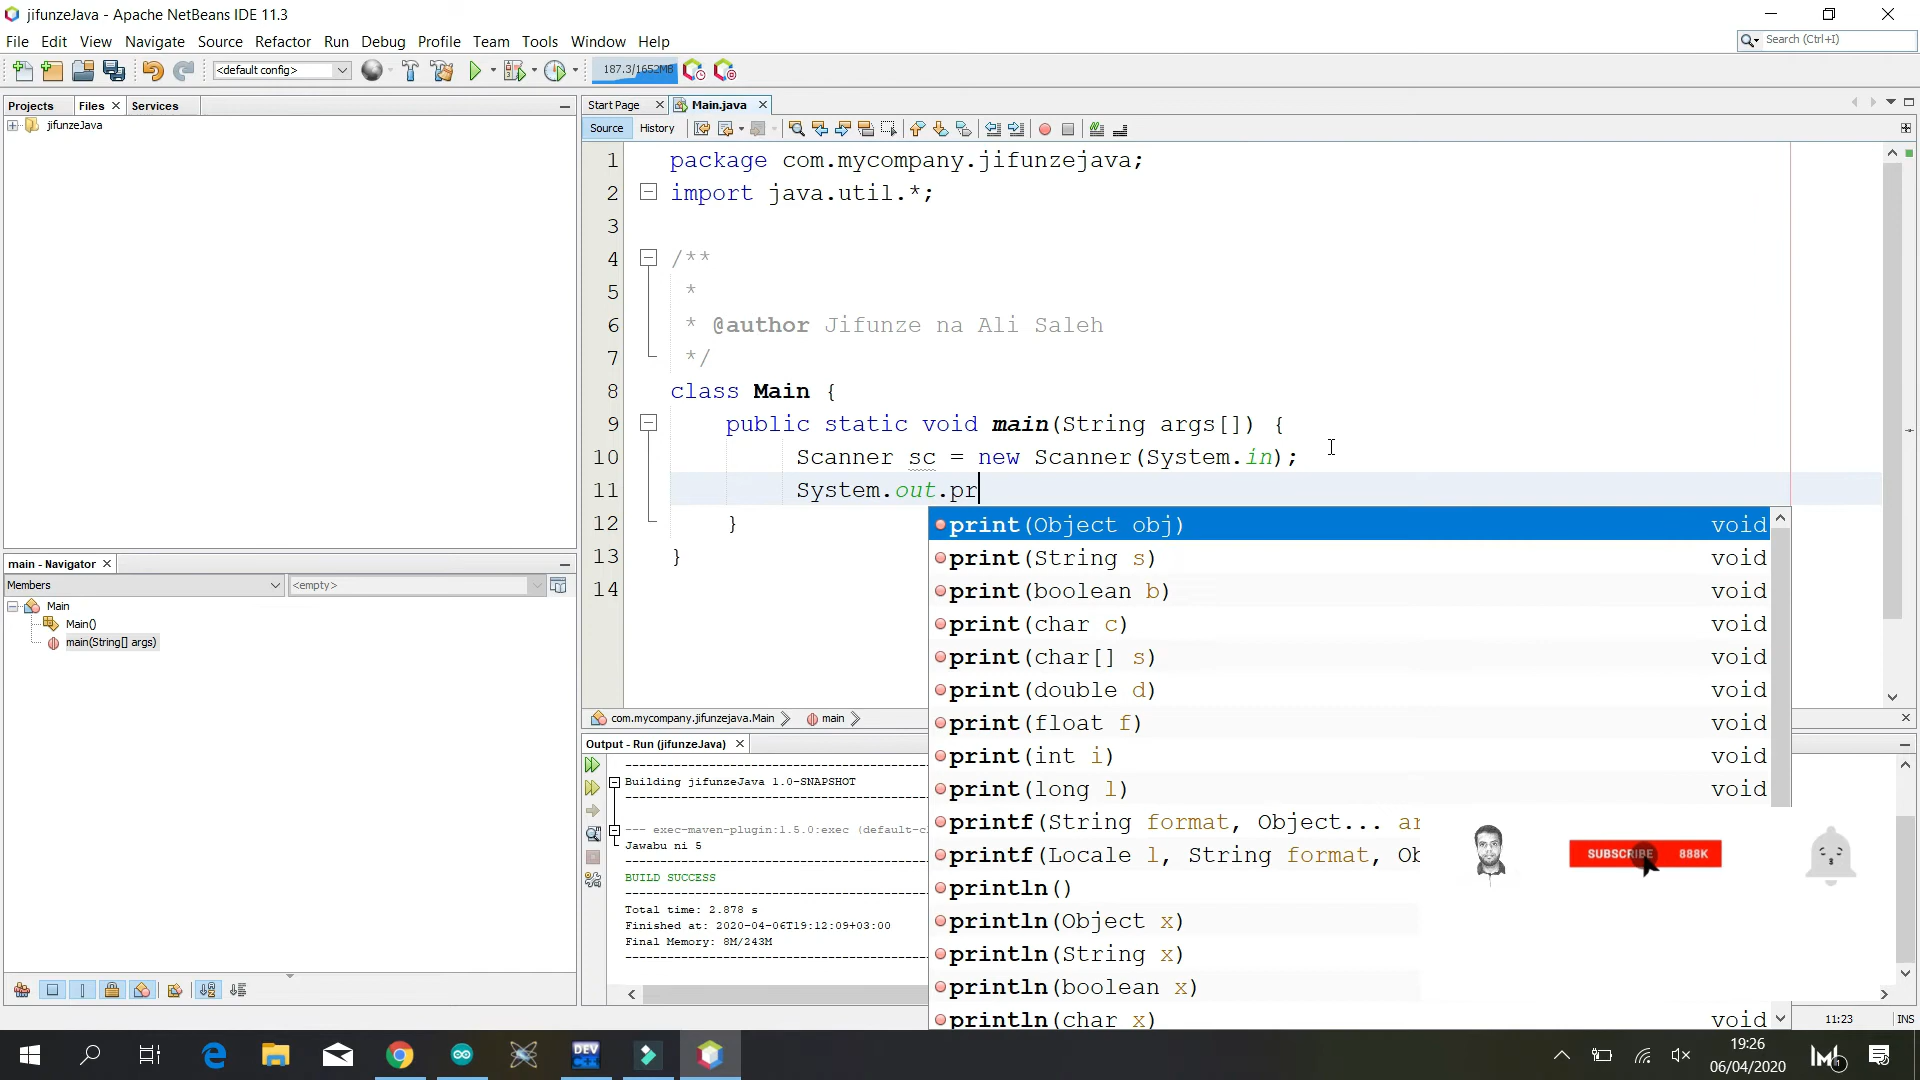 jifunzeJava - Apache NetBeans IDE 11.3
File Edit View Navigate Source Refactor Run Debug Profile Team Tools Window Help
Search (Ctrl+I)
<default config>
187.3/1652MB
Projects Files Services
jifunzeJava
Start Page Main.java
Source History
1 package com.mycompany.jifunzejava;
2 import java.util.*;
3
4 /**
5 *
6 * @author Jifunze na Ali Saleh
7 */
8 class Main {
9 public static void main(String args[]) {
10 Scanner sc = new Scanner(System.in);
11 System.out.pr
12 }
13 }
14
print(Object obj) void
print(String s) void
print(boolean b) void
print(char c) void
print(char[] s) void
print(double d) void
print(float f) void
print(int i) void
print(long l) void
printf(String format, Object... ar
printf(Locale l, String format, Ob
println()
println(Object x)
println(String x)
println(boolean x)
println(char x) void
main - Navigator
Members <empty>
Main
Main()
main(String[] args)
com.mycompany.jifunzejava.Main main
Output - Run (jifunzeJava)
------------------------------------------------
Building jifunzeJava 1.0-SNAPSHOT
------------------------------------------------
--- exec-maven-plugin:1.5.0:exec (default-c
Jawabu ni 5
------------------------------------------------
BUILD SUCCESS
------------------------------------------------
Total time: 2.878 s
Finished at: 2020-04-06T19:12:09+03:00
Final Memory: 8M/243M
------------------------------------------------
SUBSCRIBE 888K
11:23 INS
DEV C++
19:26
06/04/2020
1